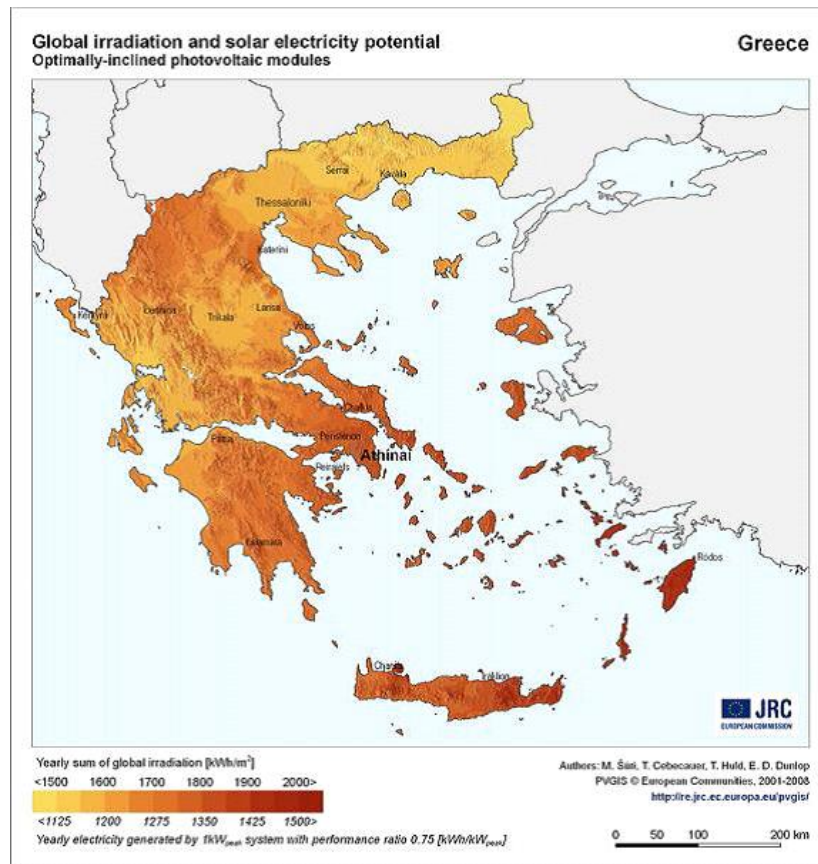 Global irradiation and solar electricity potential
Optimally-inclined photovoltaic modules
Greece
Serrai
Kavala
Thessaloniki
Katerini
Kerkyra
Ioannina
Trikala
Larisa
Volos
Chalkis
Patrai
Peristerion
Athinai
Peiraiefs
Kalamata
Rodos
Chania
Iraklion
JRC
EUROPEAN COMMISSION
Yearly sum of global irradiation [kWh/m²]
<1500 1600 1700 1800 1900 2000>
<1125 1200 1275 1350 1425 1500>
Yearly electricity generated by 1kWpeak system with performance ratio 0.75 [kWh/kWpeak]
Authors: M. Šúri, T. Cebecauer, T. Huld, E. D. Dunlop
PVGIS © European Communities, 2001-2008
http://re.jrc.ec.europa.eu/pvgis/
0 50 100 200 km